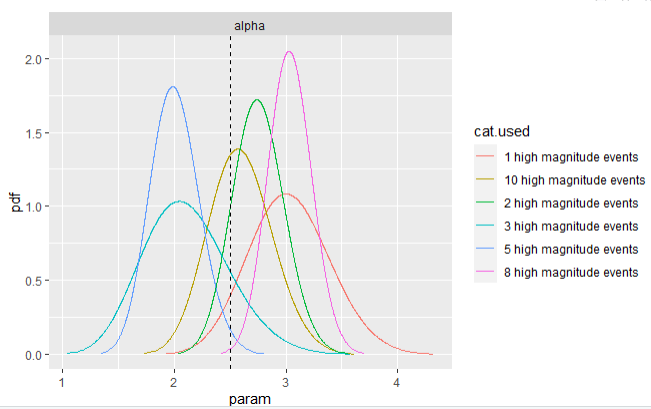 alpha
2.0
1.5
1.0
0.5
0.0
pdf
1
2
3
4
param
cat.used
1 high magnitude events
10 high magnitude events
2 high magnitude events
3 high magnitude events
5 high magnitude events
8 high magnitude events